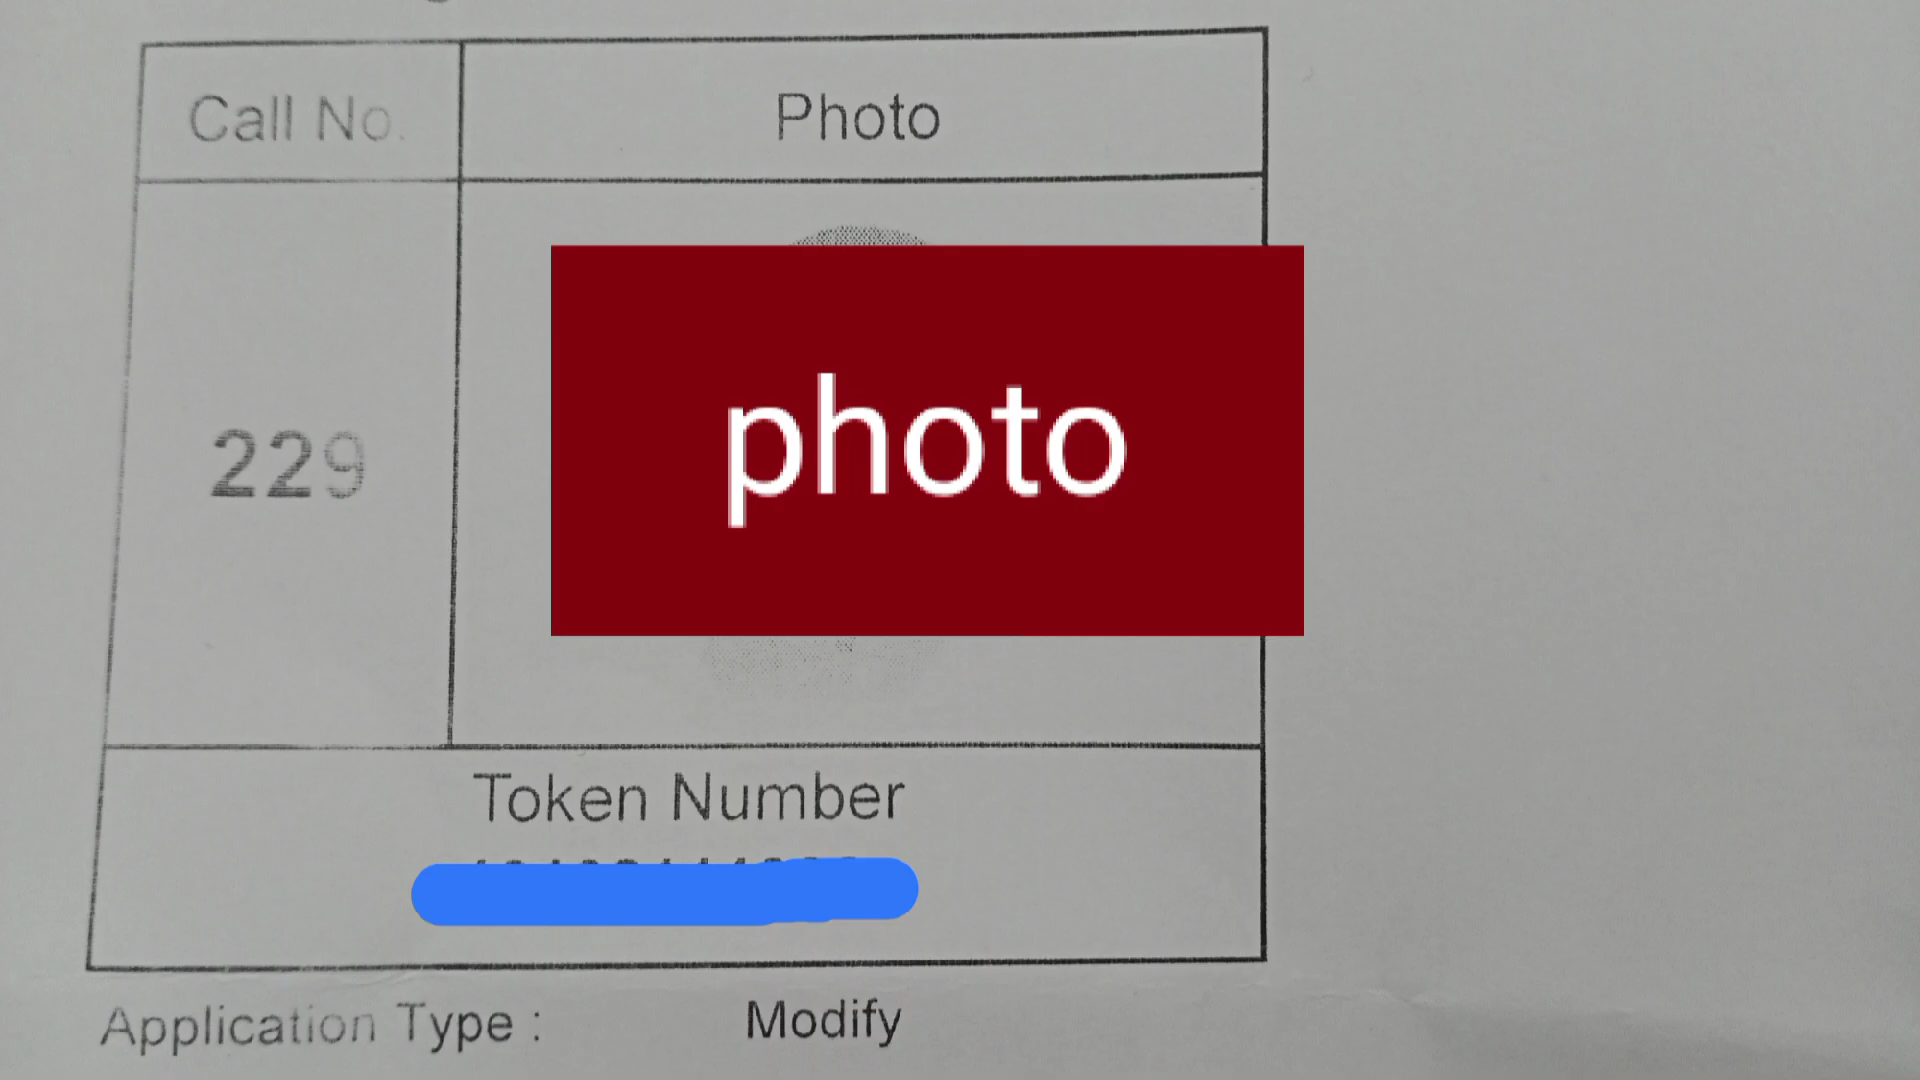 Call No.
Photo
photo
229
Token Number
Application Type :
Modify